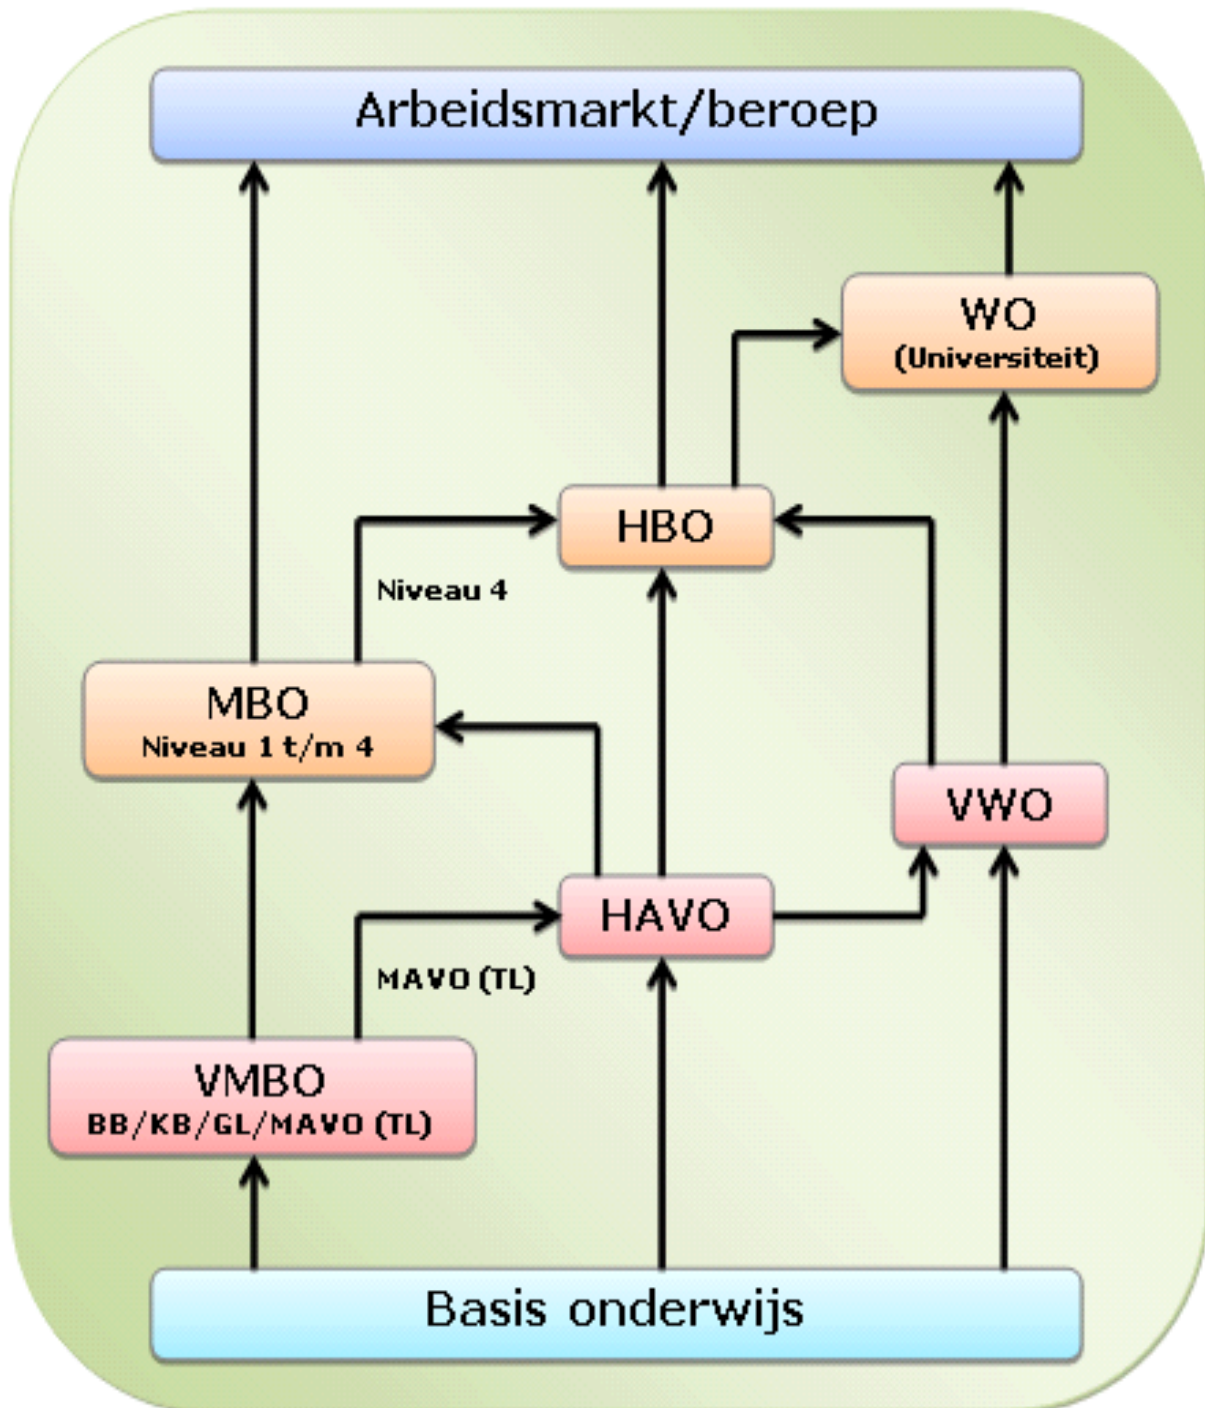 Arbeidsmarkt/beroep
WO
(Universiteit)
HBO
Niveau 4
MBO
Niveau 1 t/m 4
VWO
HAVO
MAVO (TL)
VMBO
BB/KB/GL/MAVO (TL)
Basis onderwijs